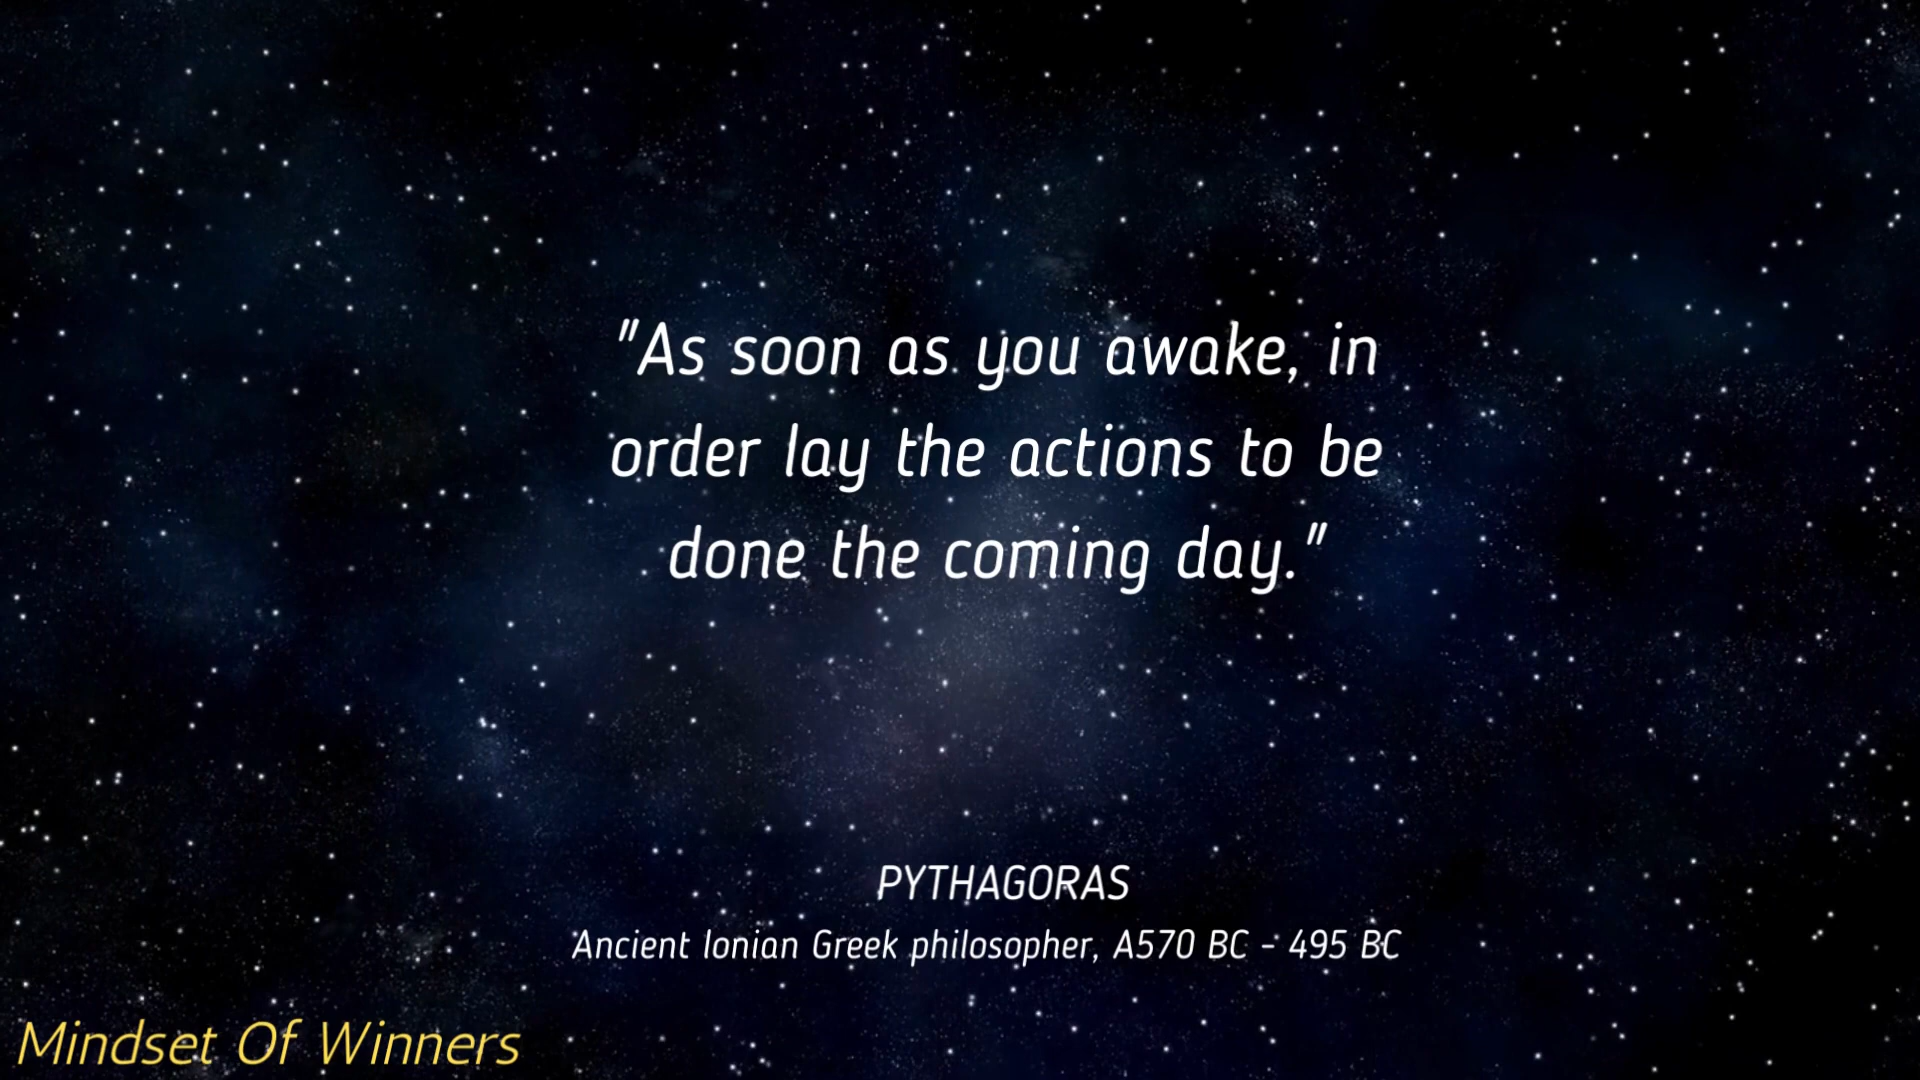 "As soon as you awake, in
order lay the actions to be
done the coming day."
PYTHAGORAS
Ancient Ionian Greek philosopher, A570 BC - 495 BC
Mindset Of Winners